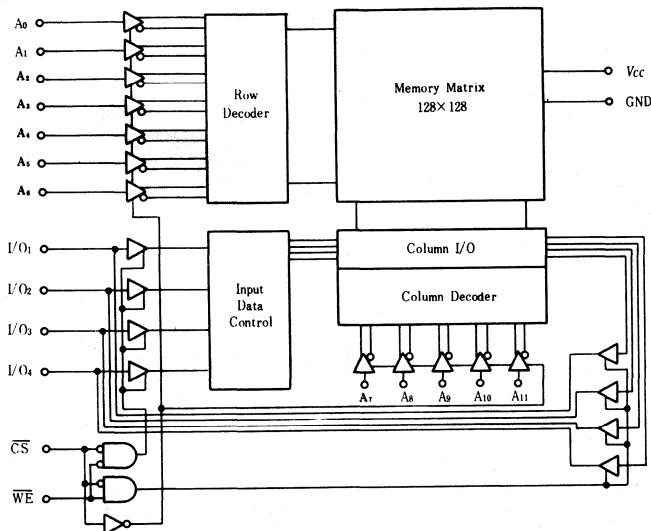 A0
A1
A2
A3
A4
A5
A6
Row
Decoder
Memory Matrix
128×128
Vcc
GND
I/O1
I/O2
I/O3
I/O4
Input
Data
Control
Column I/O
Column Decoder
A7 A8 A9 A10 A11
CS
WE